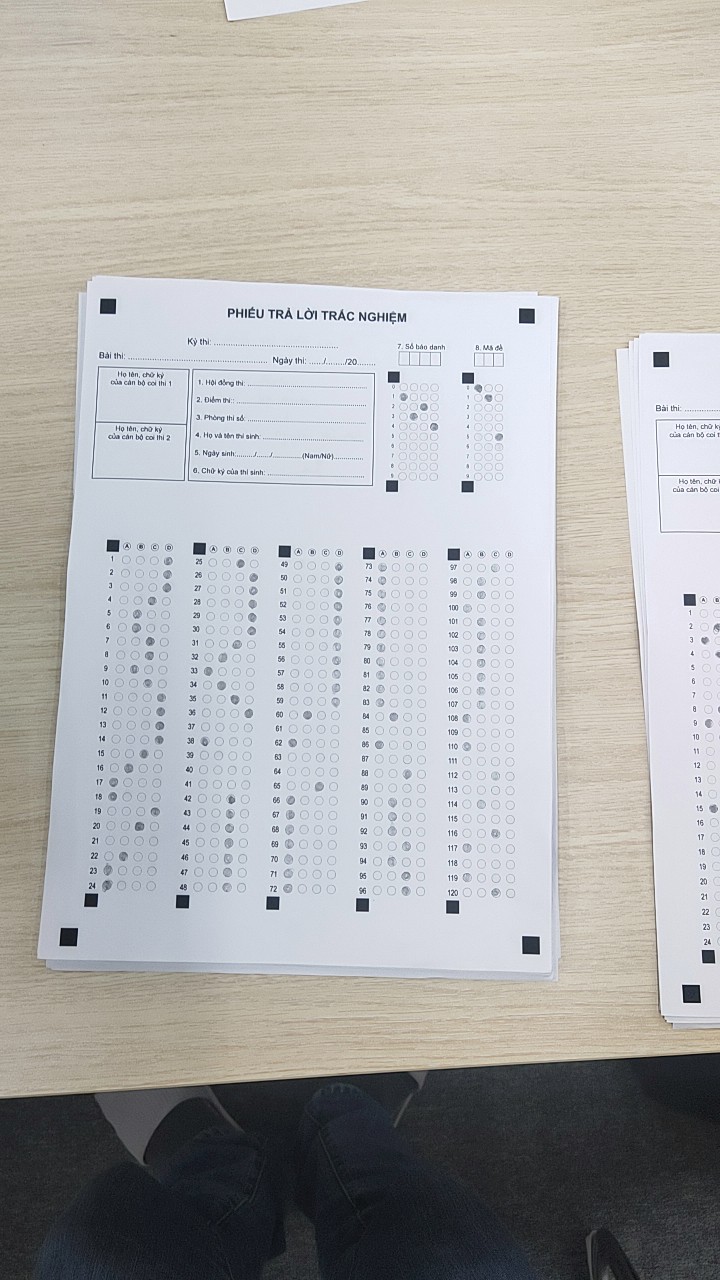 PHIẾU TRẢ LỜI TRẮC NGHIỆM
Kỳ thi: ..........................................
Bài thi: .............................................. Ngày thi: ....../......./20.......
7. Số báo danh
8. Mã đề
Họ tên, chữ ký
của cán bộ coi thi 1
Họ tên, chữ ký
của cán bộ coi thi 2
1. Hội đồng thi:
2. Điểm thi:
3. Phòng thi số:
4. Họ và tên thí sinh:
5. Ngày sinh:......./....../.......... (Nam/Nữ)
6. Chữ ký của thí sinh:
0 0
1 1
2 2
3 3
4 4
5 5
6 6
7 7
8 8
9 9
A B C D A B C D A B C D A B C D A B C D
1 25 49 73 97
2 26 50 74 98
3 27 51 75 99
4 28 52 76 100
5 29 53 77 101
6 30 54 78 102
7 31 55 79 103
8 32 56 80 104
9 33 57 81 105
10 34 58 82 106
11 35 59 83 107
12 36 60 84 108
13 37 61 85 109
14 38 62 86 110
15 39 63 87 111
16 40 64 88 112
17 41 65 89 113
18 42 66 90 114
19 43 67 91 115
20 44 68 92 116
21 45 69 93 117
22 46 70 94 118
23 47 71 95 119
24 48 72 96 120
Bài thi:
Họ tên, chữ
của cán bộ coi
Họ tên, chữ
của cán bộ coi
A B
1
2
3
4
5
6
7
8
9
10
11
12
13
14
15
16
17
18
19
20
21
22
23
24